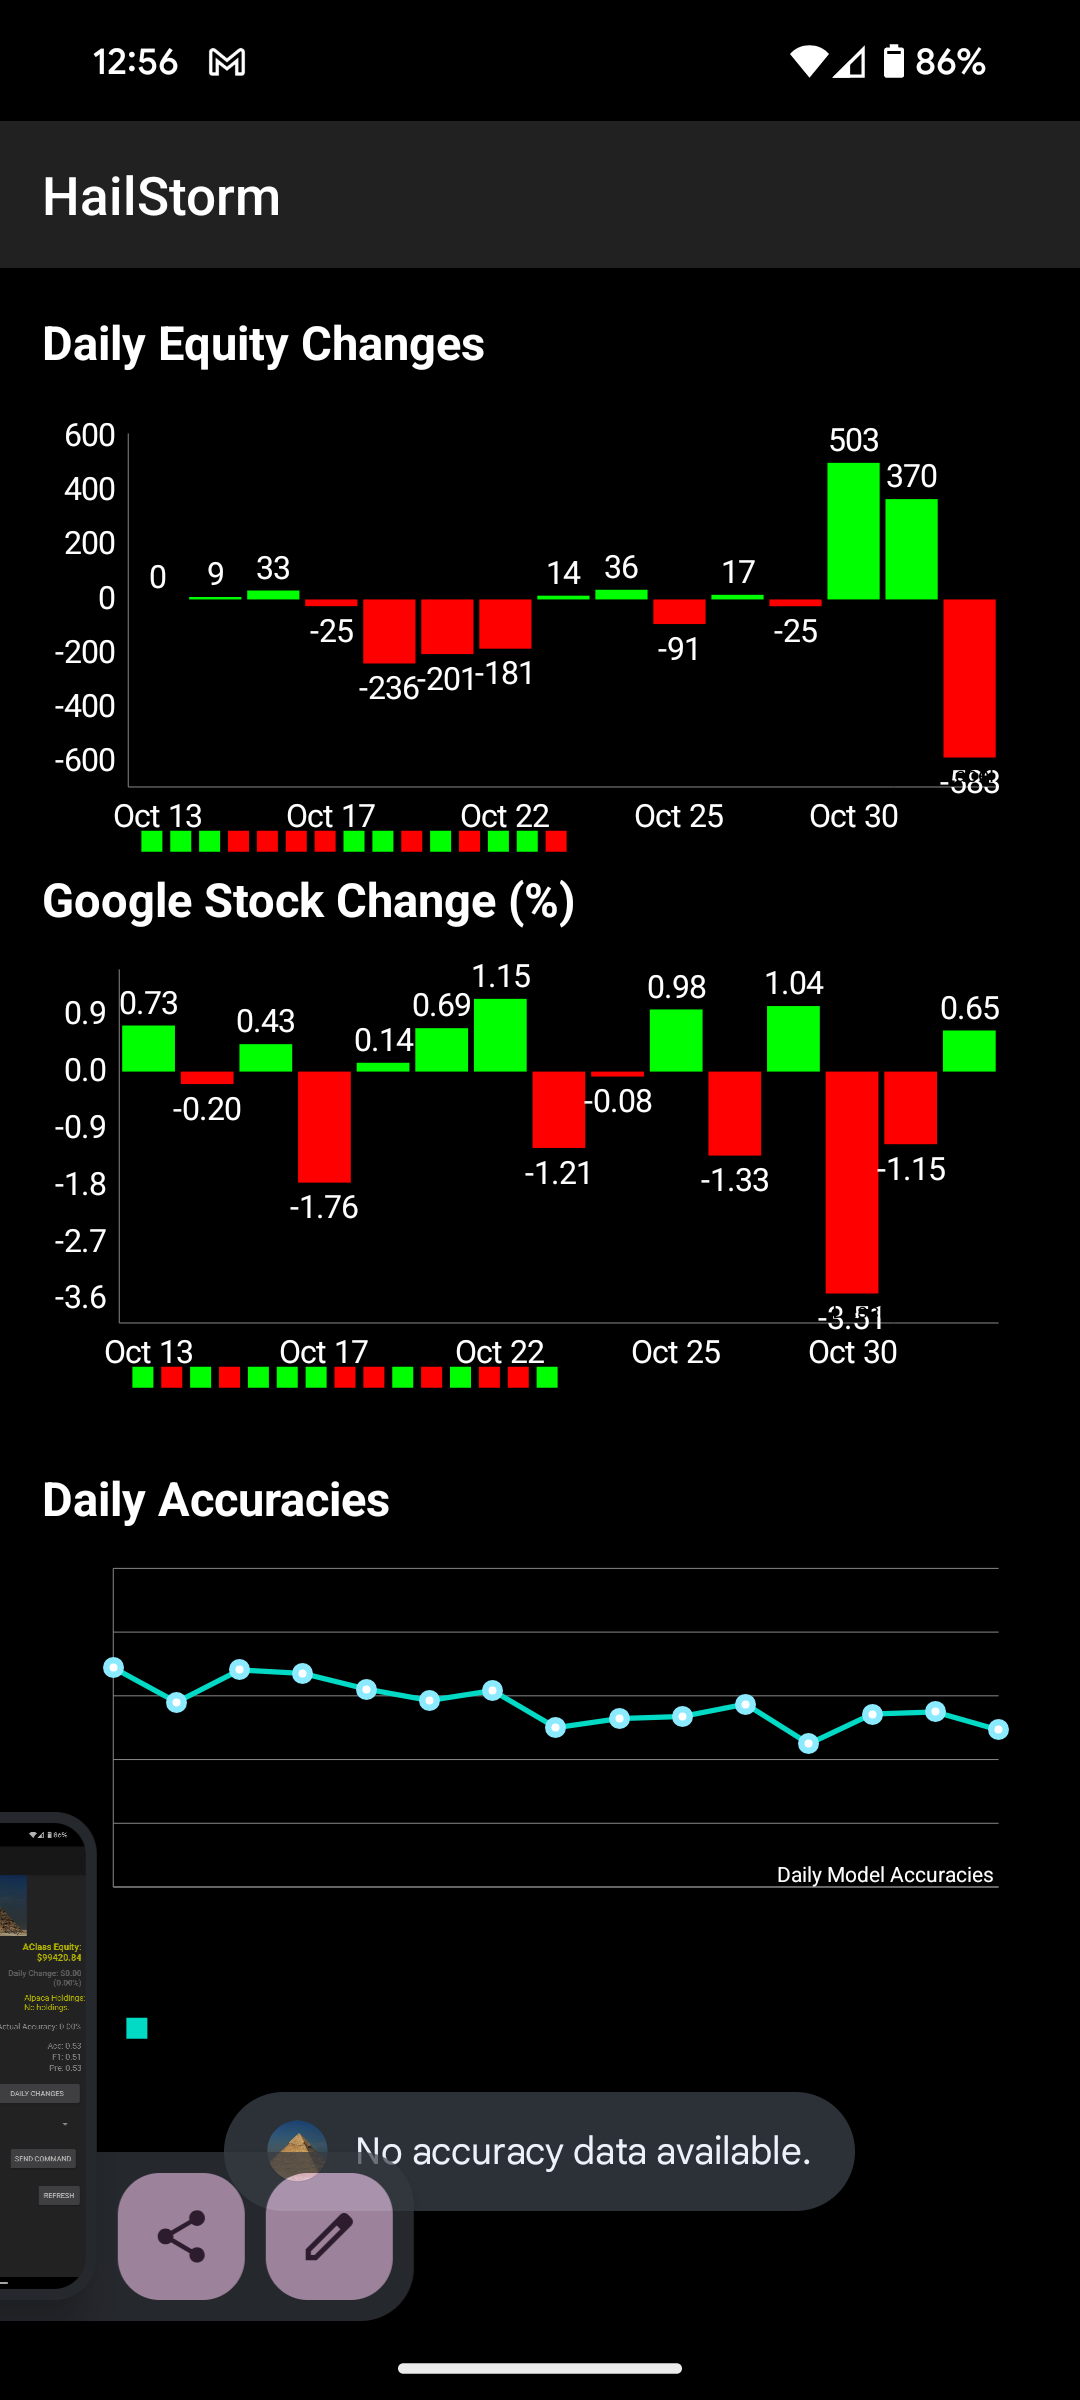 12:56 86%
HailStorm
Daily Equity Changes
600
400
200
0
-200
-400
-600
0 9 33 -25 -236 -201 -181 14 36 -91 17 -25 503 370 -583
Oct 13 Oct 17 Oct 22 Oct 25 Oct 30
Google Stock Change (%)
0.9
0.0
-0.9
-1.8
-2.7
-3.6
0.73 -0.20 0.43 -1.76 0.14 0.69 1.15 -1.21 -0.08 0.98 -1.33 1.04 -3.51 -1.15 0.65
Oct 13 Oct 17 Oct 22 Oct 25 Oct 30
Daily Accuracies
Daily Model Accuracies
86%
AClass Equity:
$99420.84
Daily Change: $0.00
(0.00%)
Alpaca Holdings:
No holdings.
Actual Accuracy: 0.00%
Acc: 0.53
F1: 0.51
Pre: 0.53
DAILY CHANGES
SEND COMMAND
REFRESH
No accuracy data available.